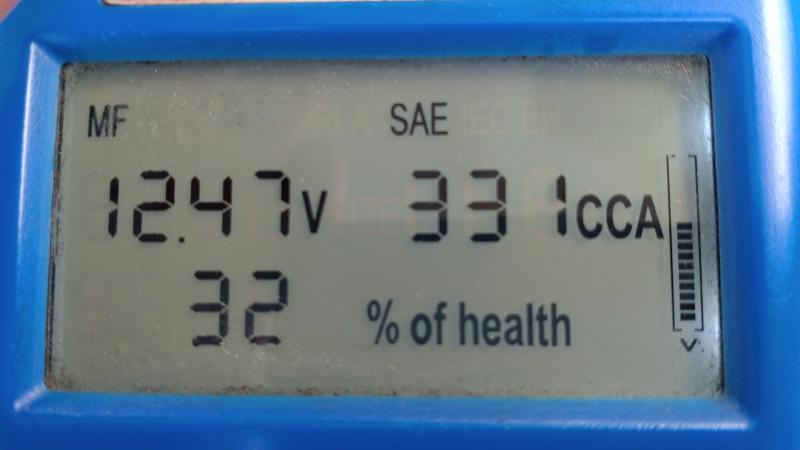 MF SAE
12.47V 331CCA
32 % of health
V